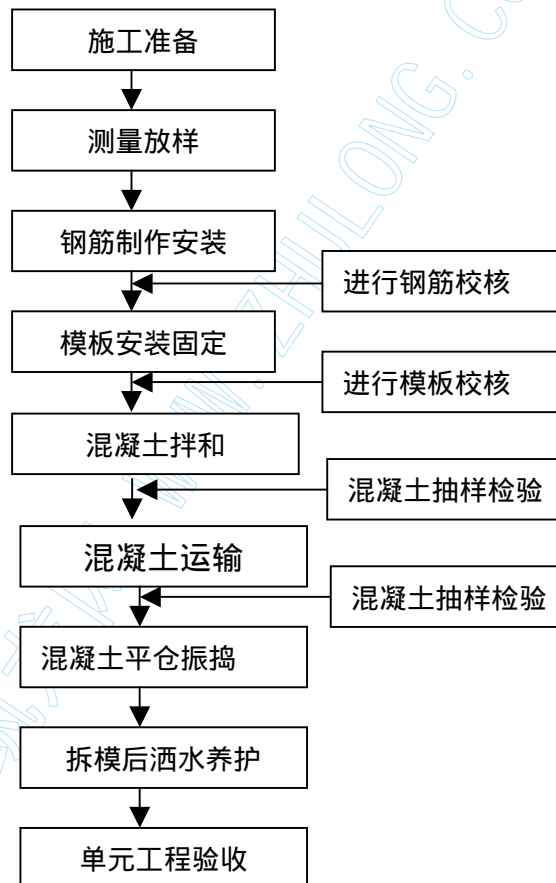 施工准备
测量放样
钢筋制作安装
进行钢筋校核
模板安装固定
进行模板校核
混凝土拌和
混凝土抽样检验
混凝土运输
混凝土抽样检验
混凝土平仓振捣
拆模后洒水养护
单元工程验收
WWW.ZHULONG.CO